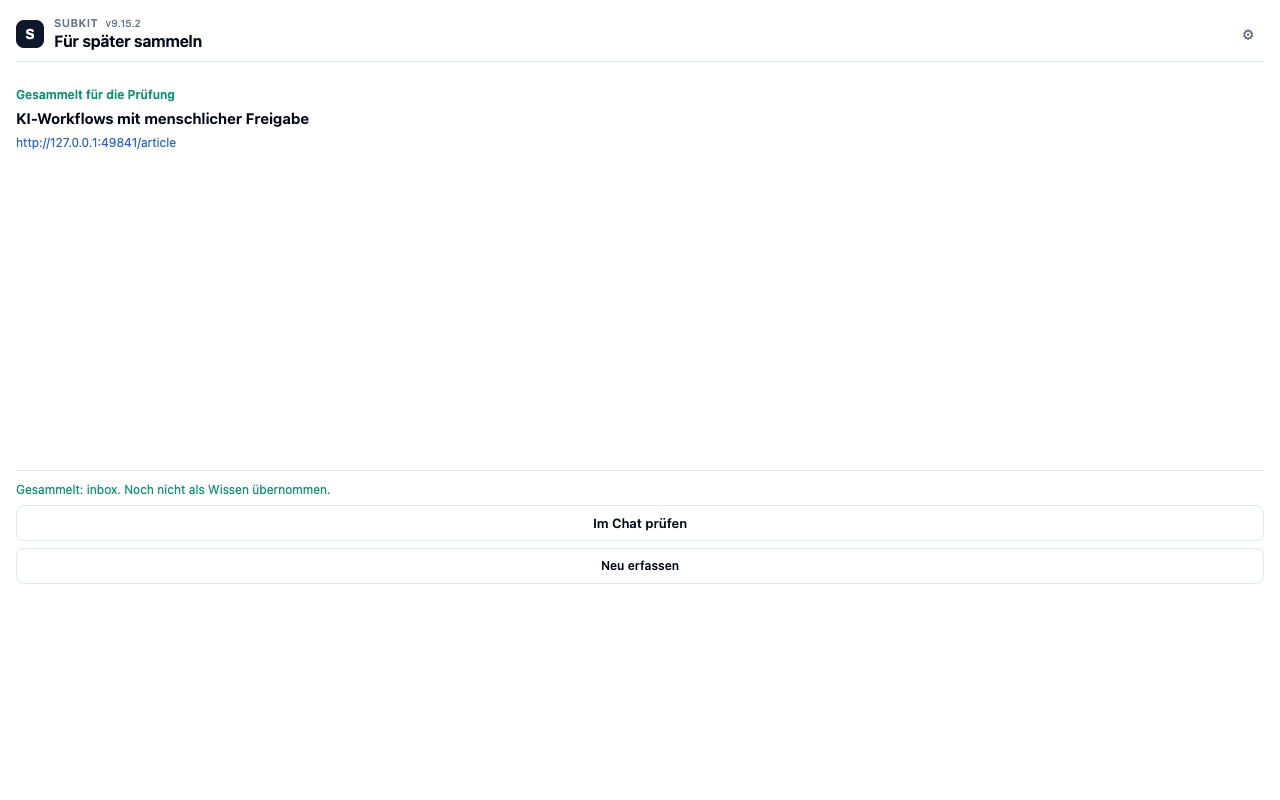 S
SUBKIT v9.15.2
Für später sammeln
⚙
Gesammelt für die Prüfung
KI-Workflows mit menschlicher Freigabe
http://127.0.0.1:49841/article
Gesammelt: inbox. Noch nicht als Wissen übernommen.
Im Chat prüfen
Neu erfassen